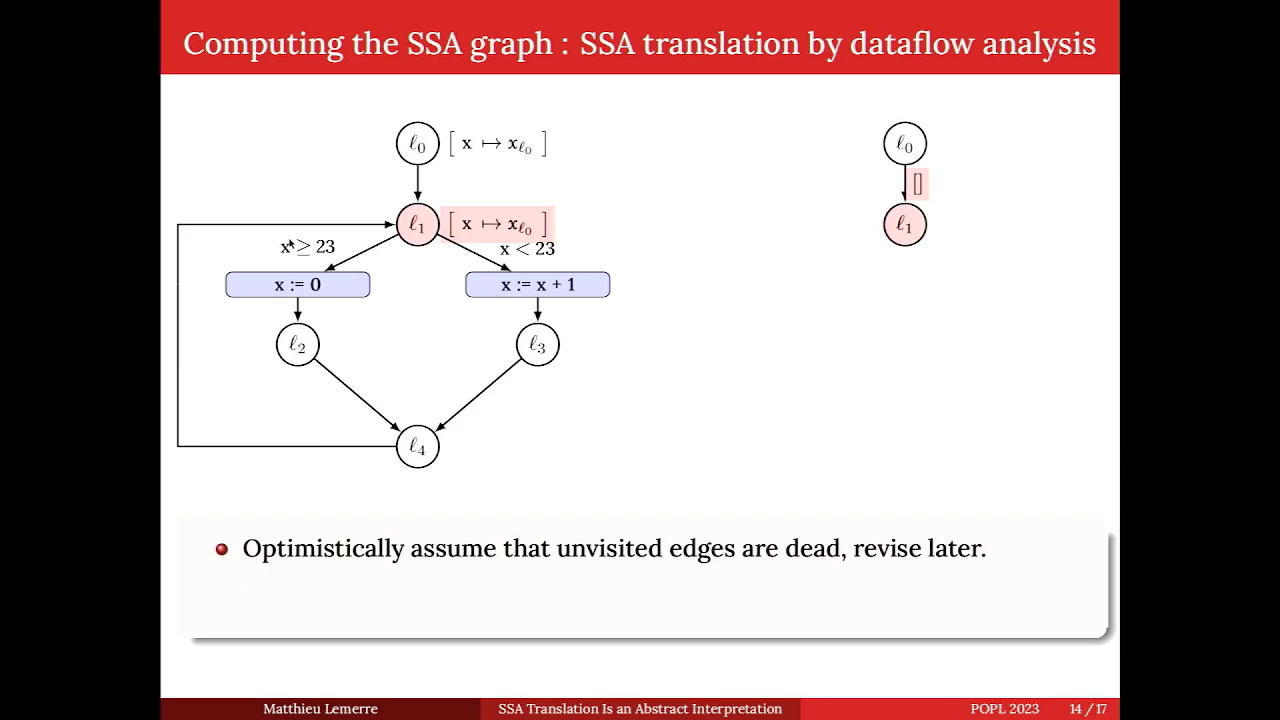 Computing the SSA graph : SSA translation by dataflow analysis
ℓ0 [ x ↦ xℓ0 ]
ℓ0
[]
ℓ1 [ x ↦ xℓ0 ]
ℓ1
x ≥ 23
x < 23
x := 0
x := x + 1
ℓ2
ℓ3
ℓ4
Optimistically assume that unvisited edges are dead, revise later.
Matthieu Lemerre
SSA Translation Is an Abstract Interpretation
POPL 2023
14 / 17